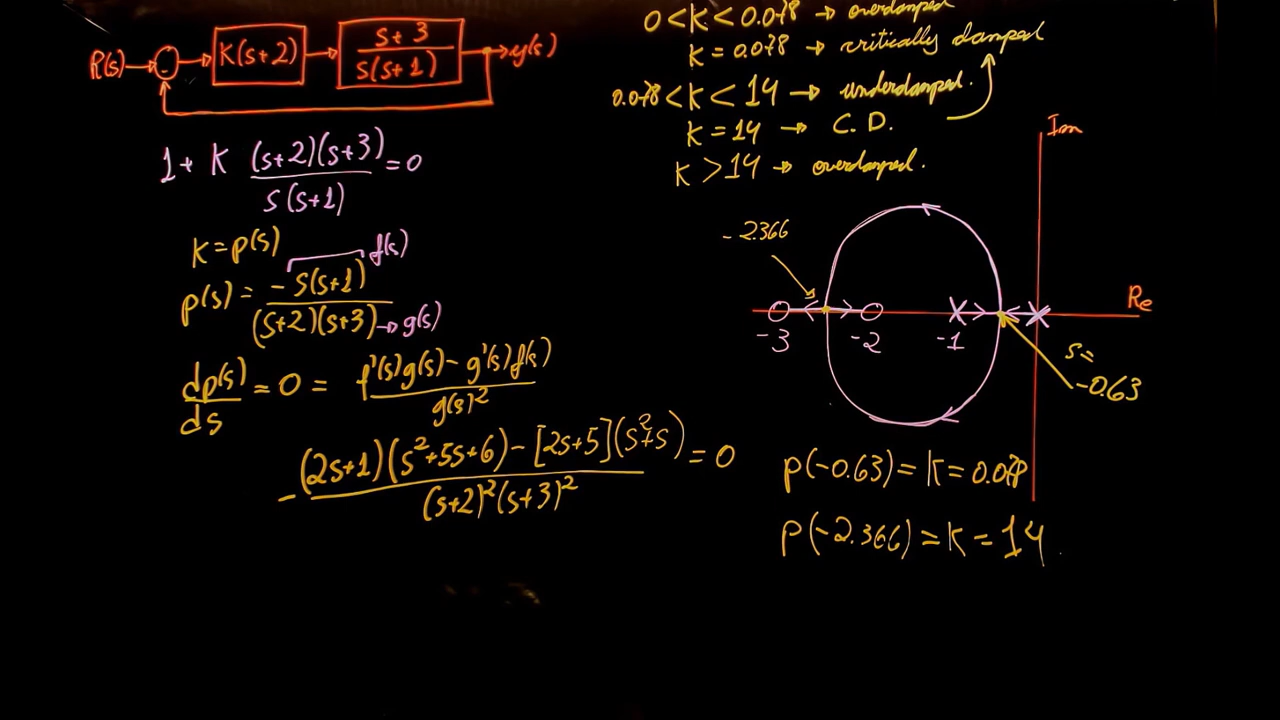 R(s) - K(s+2) s+3 / s(s+1) y(s)
1 + K (s+2)(s+3) / s(s+1) = 0
K = p(s)
f(s)
p(s) = -s(s+1) / (s+2)(s+3) → g(s)
dp(s)/ds = 0 = f'(s)g(s) - g'(s)f(s) / g(s)²
- (2s+1)(s²+5s+6) - [2s+5](s²+s) / (s+2)²(s+3)² = 0
0 < K < 0.078 → overdamped
K = 0.078 → critically damped
0.078 < K < 14 → underdamped.
K = 14 → C.D.
K > 14 → overdamped.
Im
-2.366
Re
-3 -2 -1
s=
-0.63
p(-0.63) = K = 0.078
p(-2.366) = K = 14